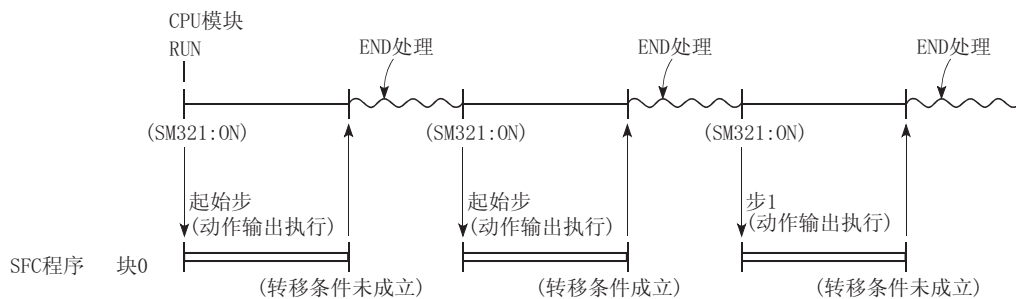 CPU模块
RUN
END处理
END处理
END处理
(SM321:ON)
(SM321:ON)
(SM321:ON)
起始步
(动作输出执行)
起始步
(动作输出执行)
步1
(动作输出执行)
SFC程序 块0
(转移条件未成立)
(转移条件成立)
(转移条件未成立)